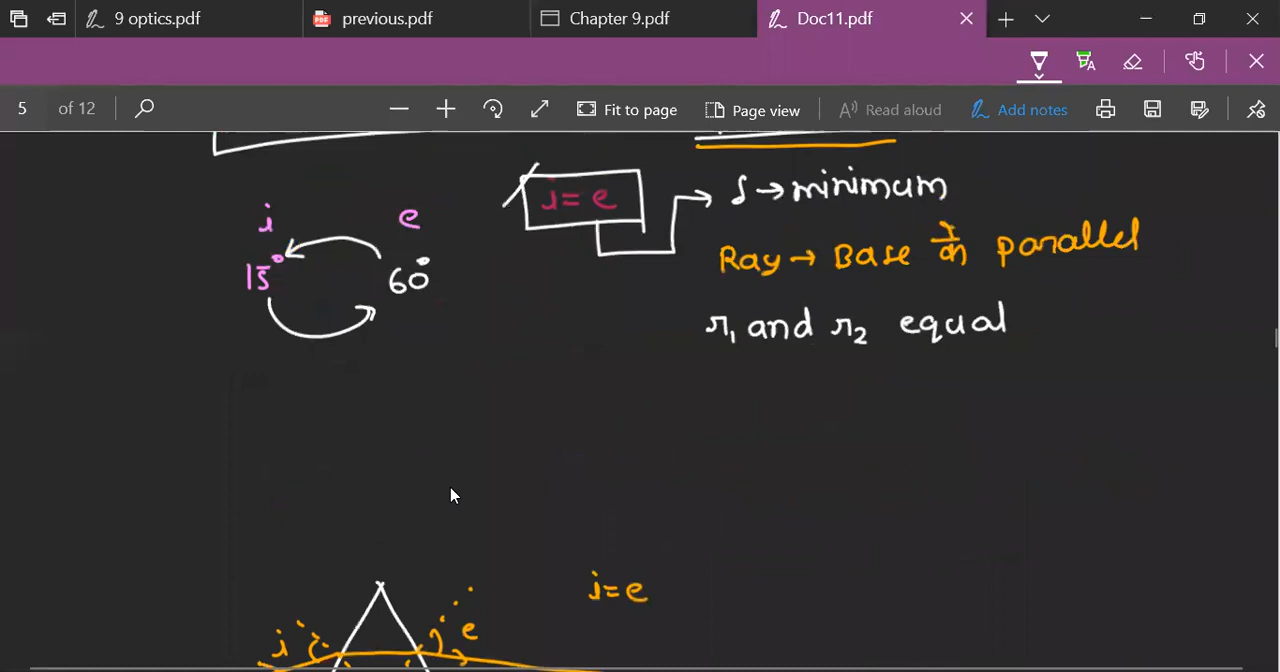 9 optics.pdf
previous.pdf
Chapter 9.pdf
Doc11.pdf
5 of 12
Fit to page
Page view
Read aloud
Add notes
i e
i = e
δ → minimum
15° 60°
Ray → Base parallel
r₁ and r₂ equal
i = e
i e